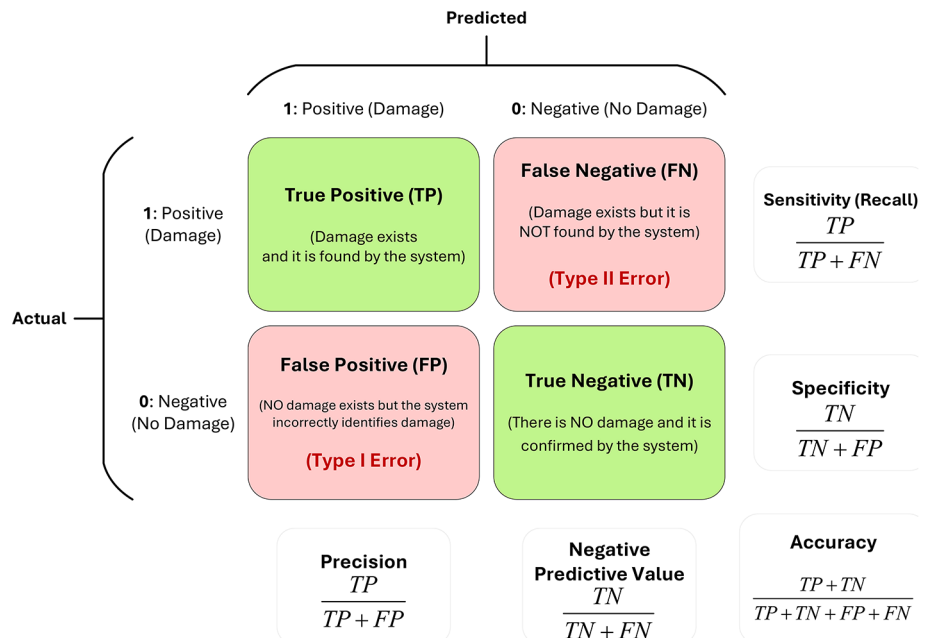 Predicted
1: Positive (Damage)
0: Negative (No Damage)
Actual
1: Positive
(Damage)
True Positive (TP)
(Damage exists
and it is found by the system)
False Negative (FN)
(Damage exists but it is
NOT found by the system)
(Type II Error)
Sensitivity (Recall)
TP
TP + FN
0: Negative
(No Damage)
False Positive (FP)
(NO damage exists but the system
incorrectly identifies damage)
(Type I Error)
True Negative (TN)
(There is NO damage and it is
confirmed by the system)
Specificity
TN
TN + FP
Precision
TP
TP + FP
Negative
Predictive Value
TN
TN + FN
Accuracy
TP + TN
TP + TN + FP + FN